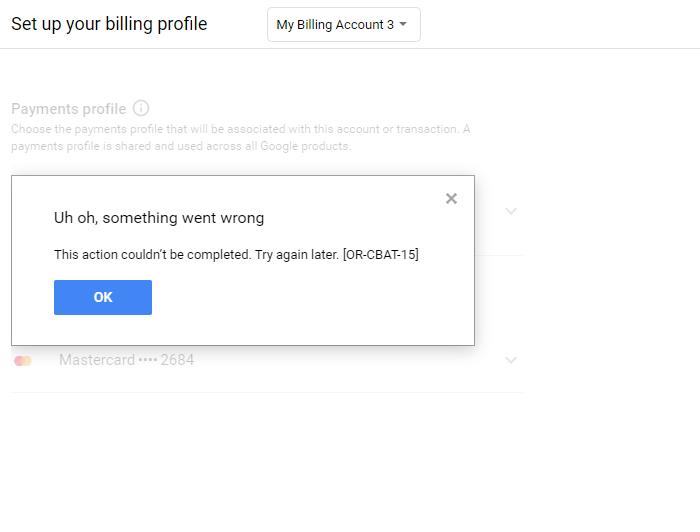 Set up your billing profile
My Billing Account 3
Payments profile
Choose the payments profile that will be associated with this account or transaction. A
payments profile is shared and used across all Google products.
Uh oh, something went wrong
This action couldn't be completed. Try again later. [OR-CBAT-15]
OK
Mastercard •••• 2684